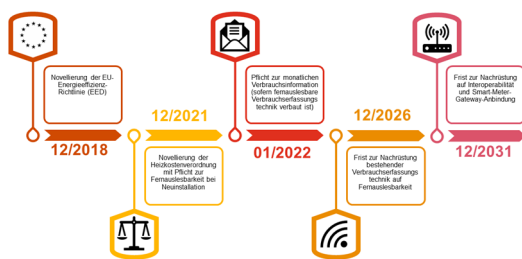 Novellierung der EU-
Energieeffizienz-
Richtlinie (EED)
12/2018
12/2021
Novellierung der
Heizkostenverordnung
mit Pflicht zur
Fernauslesbarkeit bei
Neuinstallation
Pflicht zur monatlichen
Verbrauchsinformation
(sofern fernauslesbare
Verbrauchserfassungs
technik verbaut ist)
01/2022
12/2026
Frist zur Nachrüstung
bestehender
Verbrauchserfassungs
technik auf
Fernauslesbarkeit
Frist zur Nachrüstung
auf Interoperabilität
und Smart-Meter-
Gateway-Anbindung
12/2031